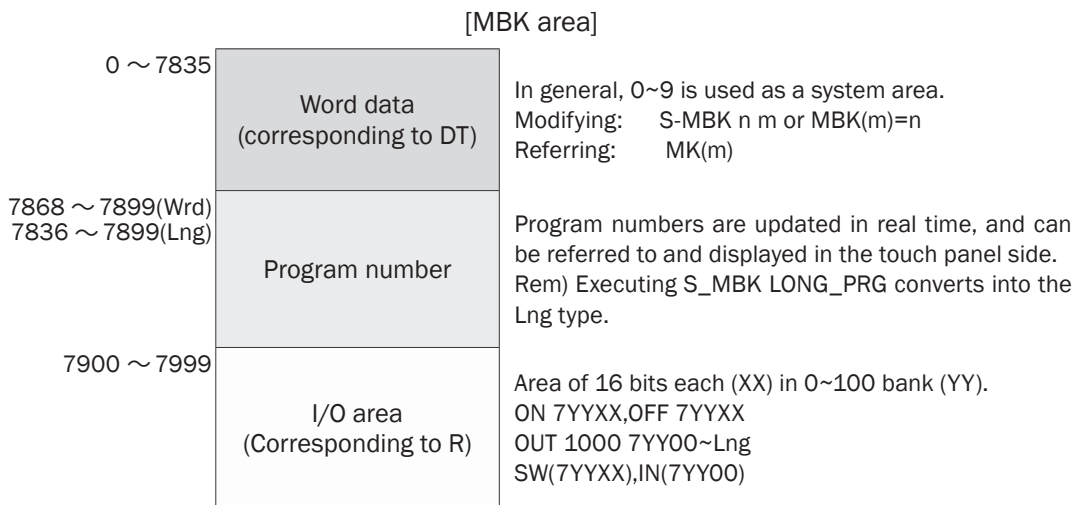 [MBK area]
0 ～ 7835
Word data
(corresponding to DT)
In general, 0~9 is used as a system area.
Modifying: S-MBK n m or MBK(m)=n
Referring: MK(m)
7868 ～ 7899(Wrd)
7836 ～ 7899(Lng)
Program number
Program numbers are updated in real time, and can
be referred to and displayed in the touch panel side.
Rem) Executing S_MBK LONG_PRG converts into the
Lng type.
7900 ～ 7999
I/O area
(Corresponding to R)
Area of 16 bits each (XX) in 0~100 bank (YY).
ON 7YYXX,OFF 7YYXX
OUT 1000 7YY00~Lng
SW(7YYXX),IN(7YY00)